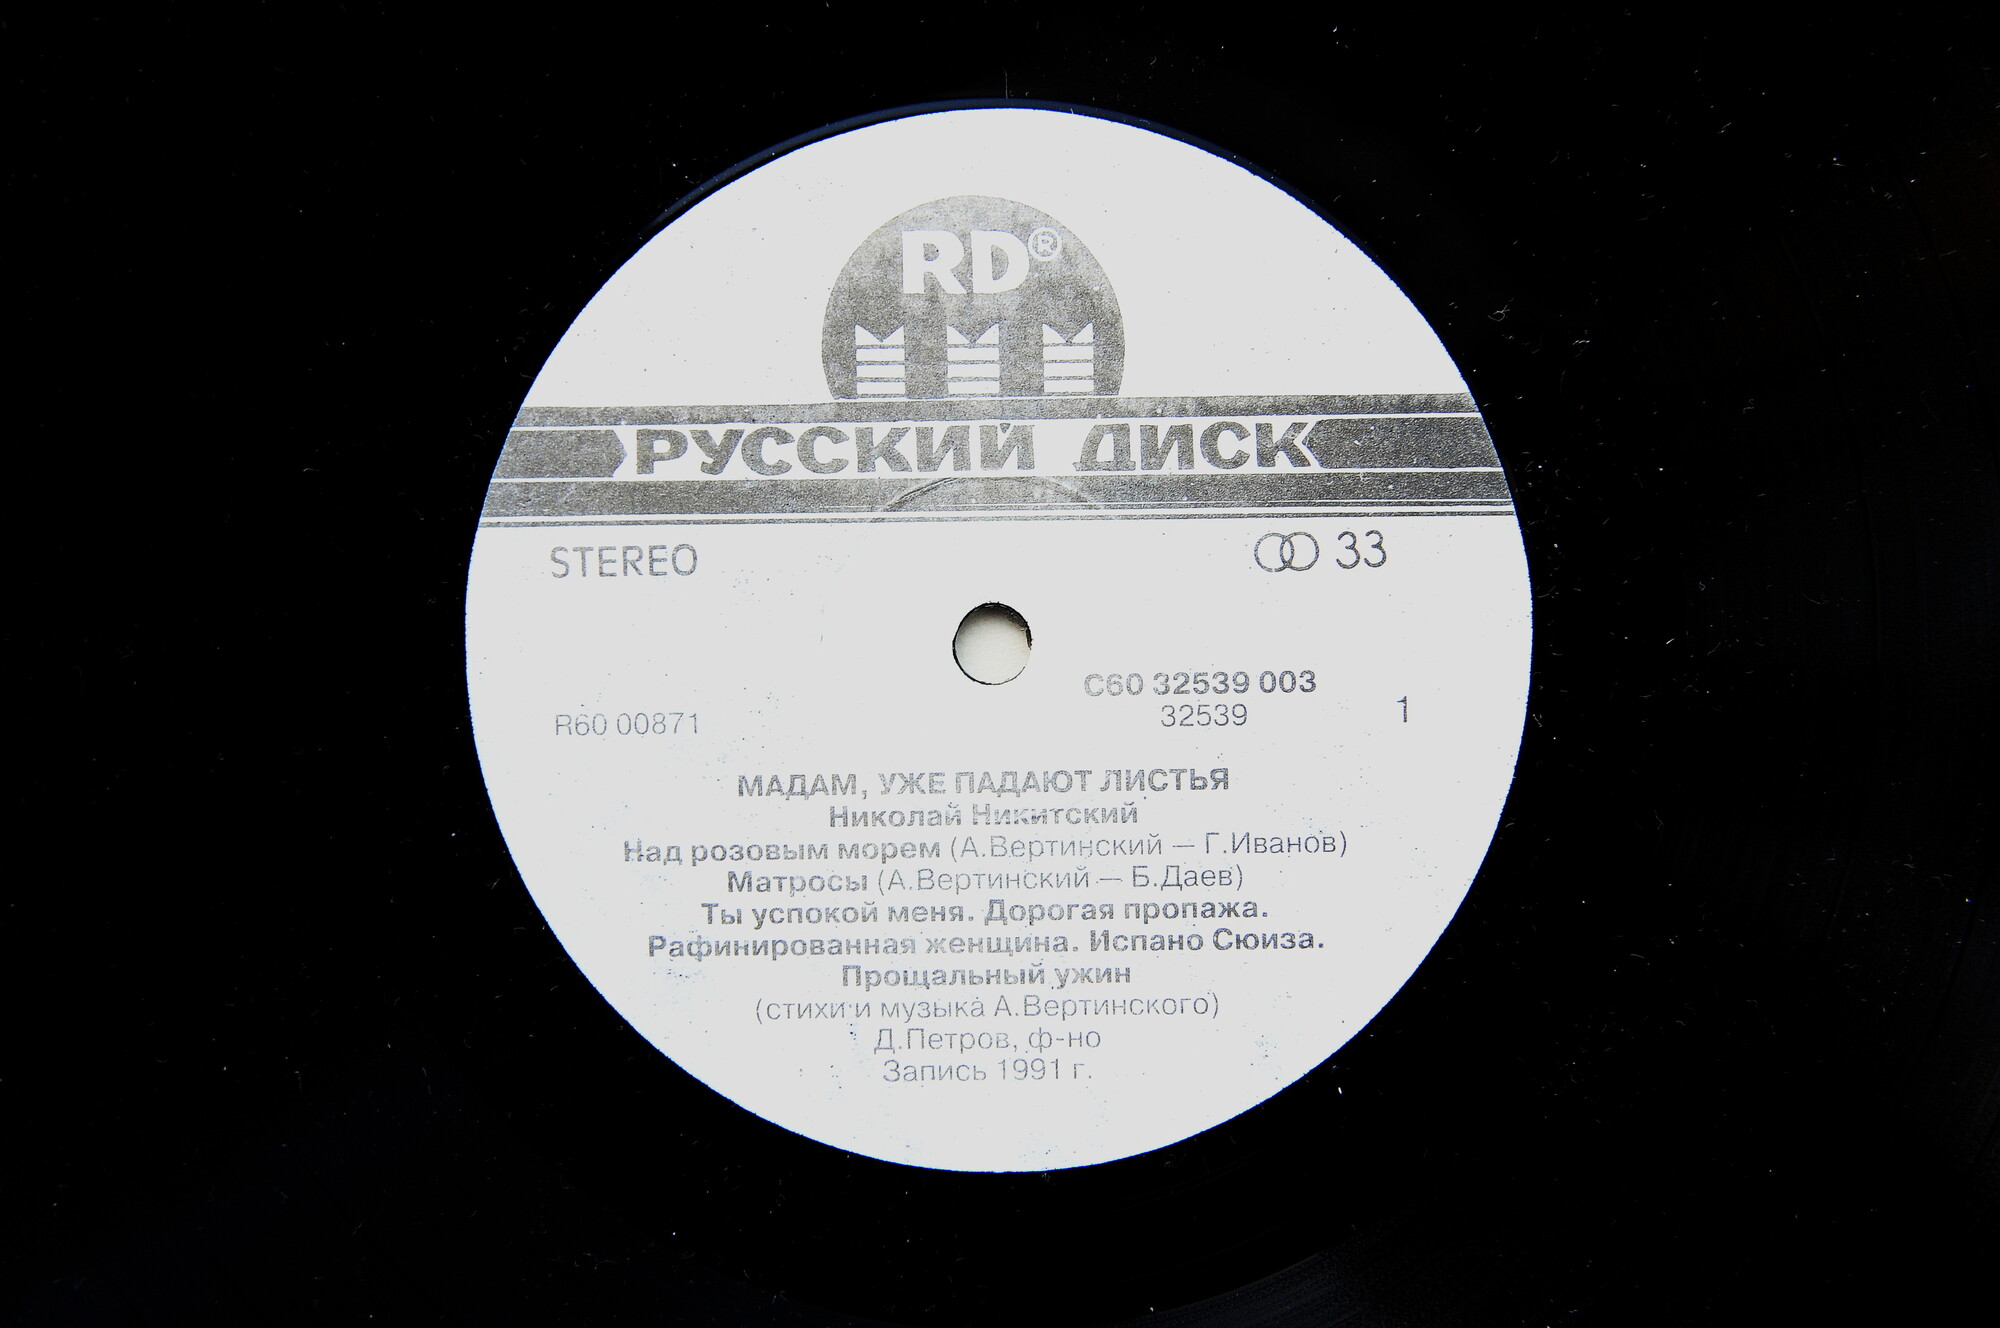 RD®
РУССКИЙ ДИСК
STEREO
33
С60 32539 003
R60 00871
32539
1
МАДАМ, УЖЕ ПАДАЮТ ЛИСТЬЯ
Николай Никитский
Над розовым морем (А.Вертинский — Г.Иванов)
Матросы (А.Вертинский — Б.Даев)
Ты успокой меня. Дорогая пропажа.
Рафинированная женщина. Испано Сюиза.
Прощальный ужин
(стихи и музыка А.Вертинского)
Д.Петров, ф-но
Запись 1991 г.